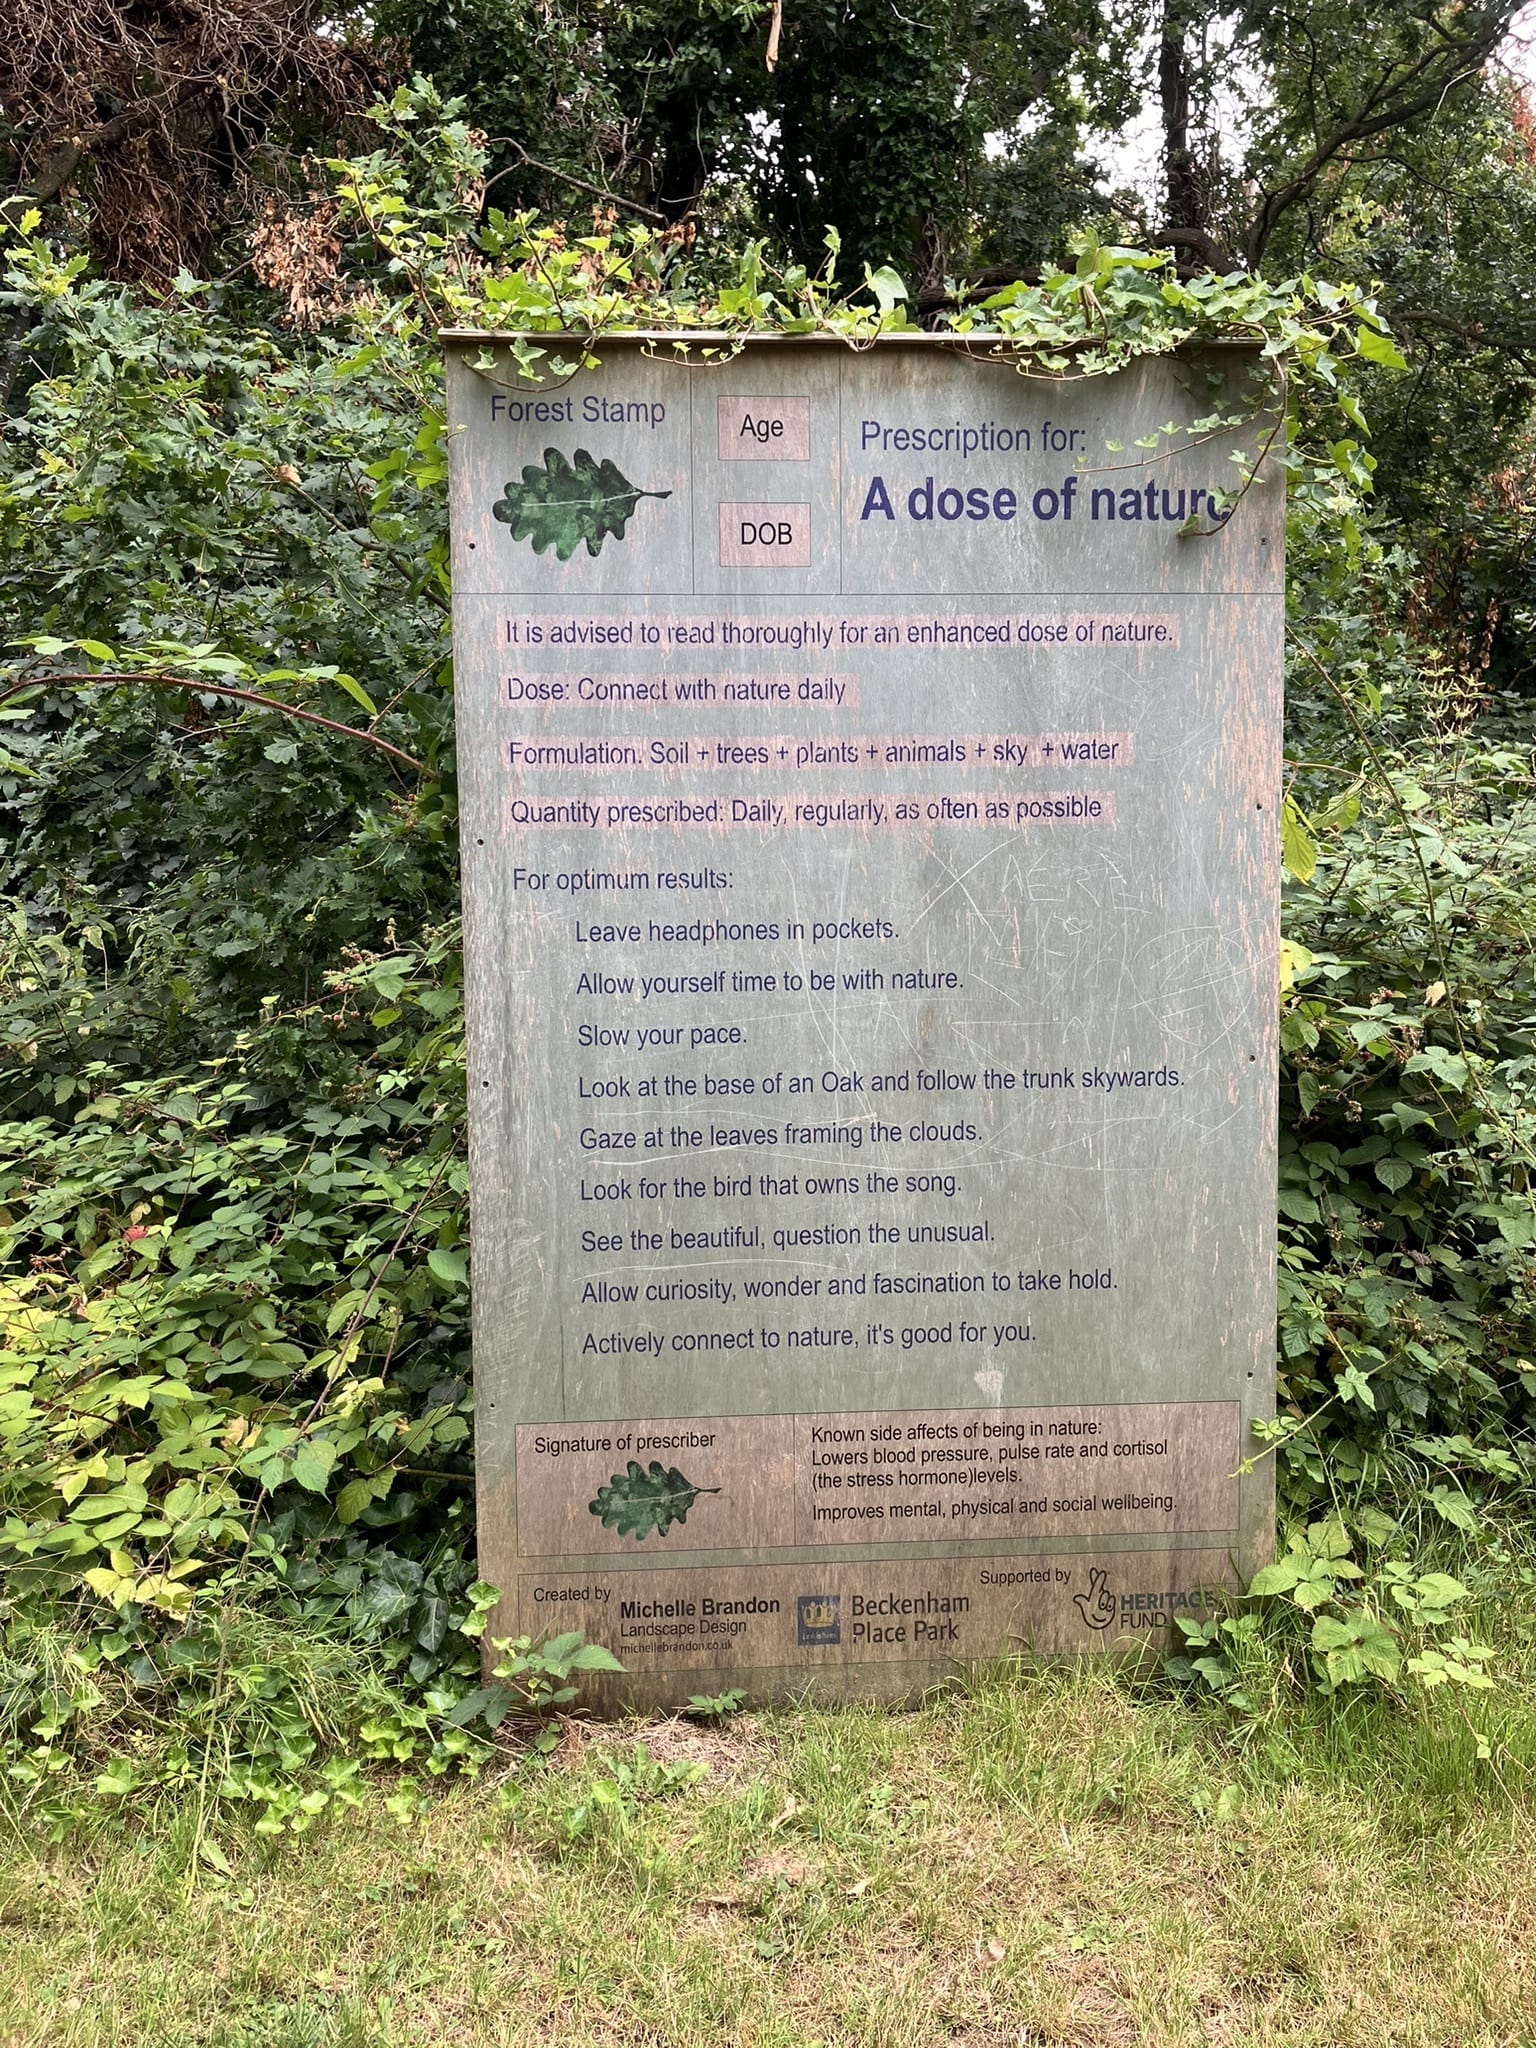 Forest Stamp
Age
DOB
Prescription for:
A dose of nature
It is advised to read thoroughly for an enhanced dose of nature.
Dose: Connect with nature daily
Formulation: Soil + trees + plants + animals + sky + water
Quantity prescribed: Daily, regularly, as often as possible
For optimum results:
Leave headphones in pockets.
Allow yourself time to be with nature.
Slow your pace.
Look at the base of an Oak and follow the trunk skywards.
Gaze at the leaves framing the clouds.
Look for the bird that owns the song.
See the beautiful, question the unusual.
Allow curiosity, wonder and fascination to take hold.
Actively connect to nature, it's good for you.
Signature of prescriber
Known side affects of being in nature:
Lowers blood pressure, pulse rate and cortisol
(the stress hormone)levels.
Improves mental, physical and social wellbeing.
Created by
Michelle Brandon
Landscape Design
michellebrandon.co.uk
Beckenham
Place Park
Supported by
HERITAGE
FUND